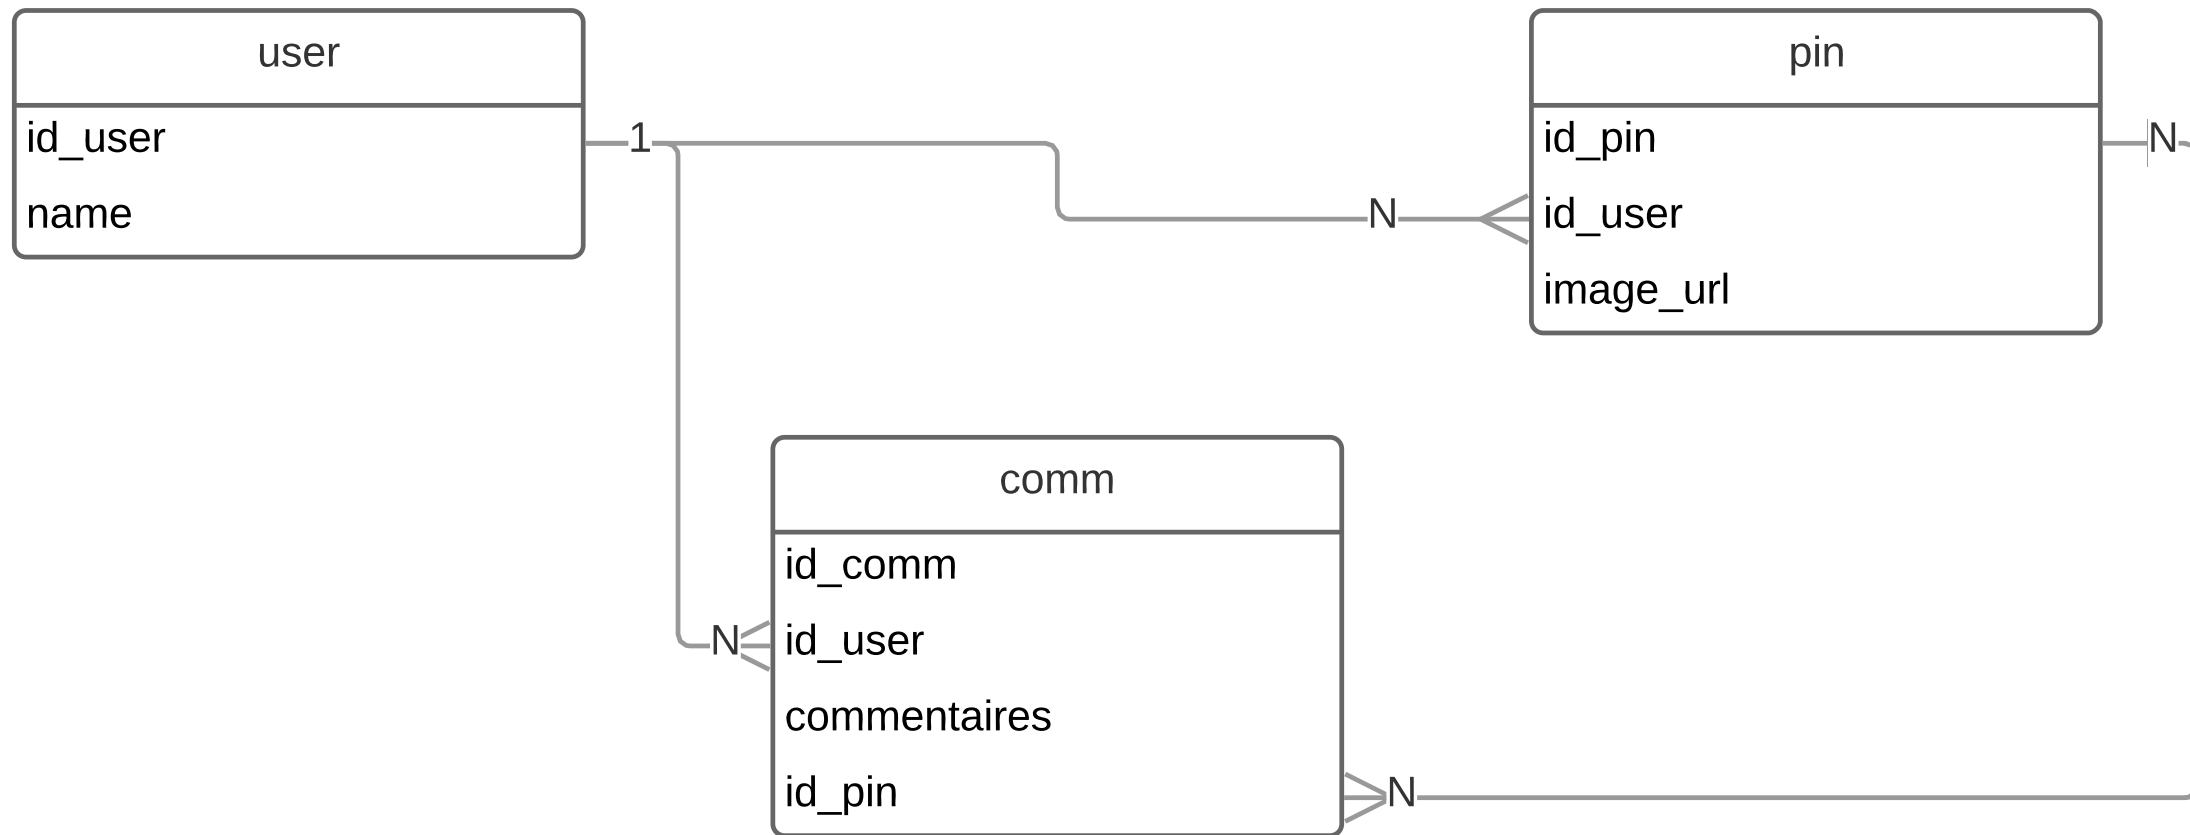 user
id_user
name
1
N
pin
id_pin
id_user
image_url
N
comm
id_comm
id_user
commentaires
id_pin
N
N